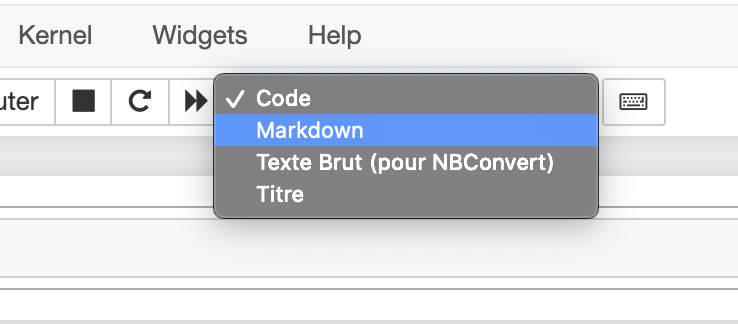 Kernel Widgets Help
uter
Code
Markdown
Texte Brut (pour NBConvert)
Titre